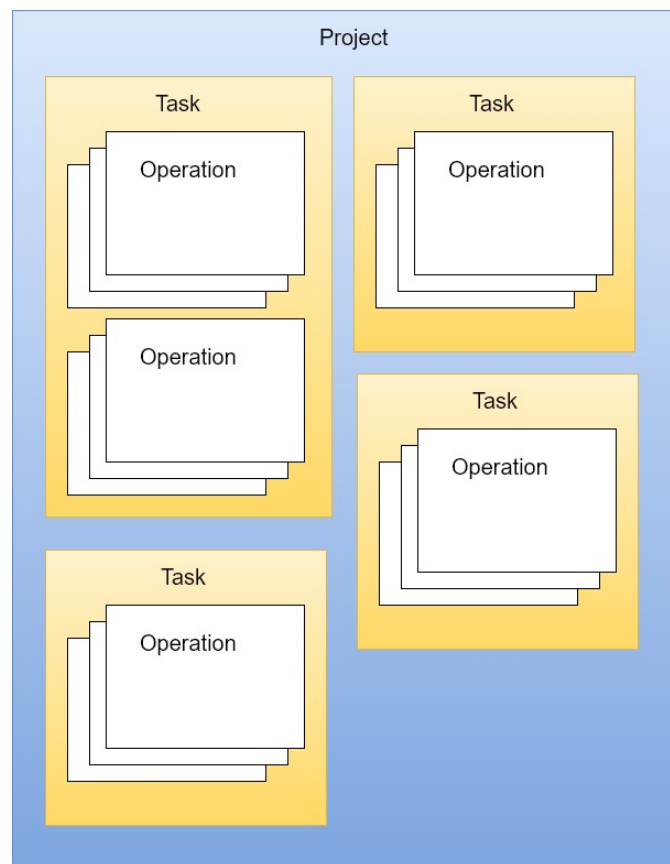 Project
Task
Operation
Operation
Task
Operation
Task
Operation
Task
Operation